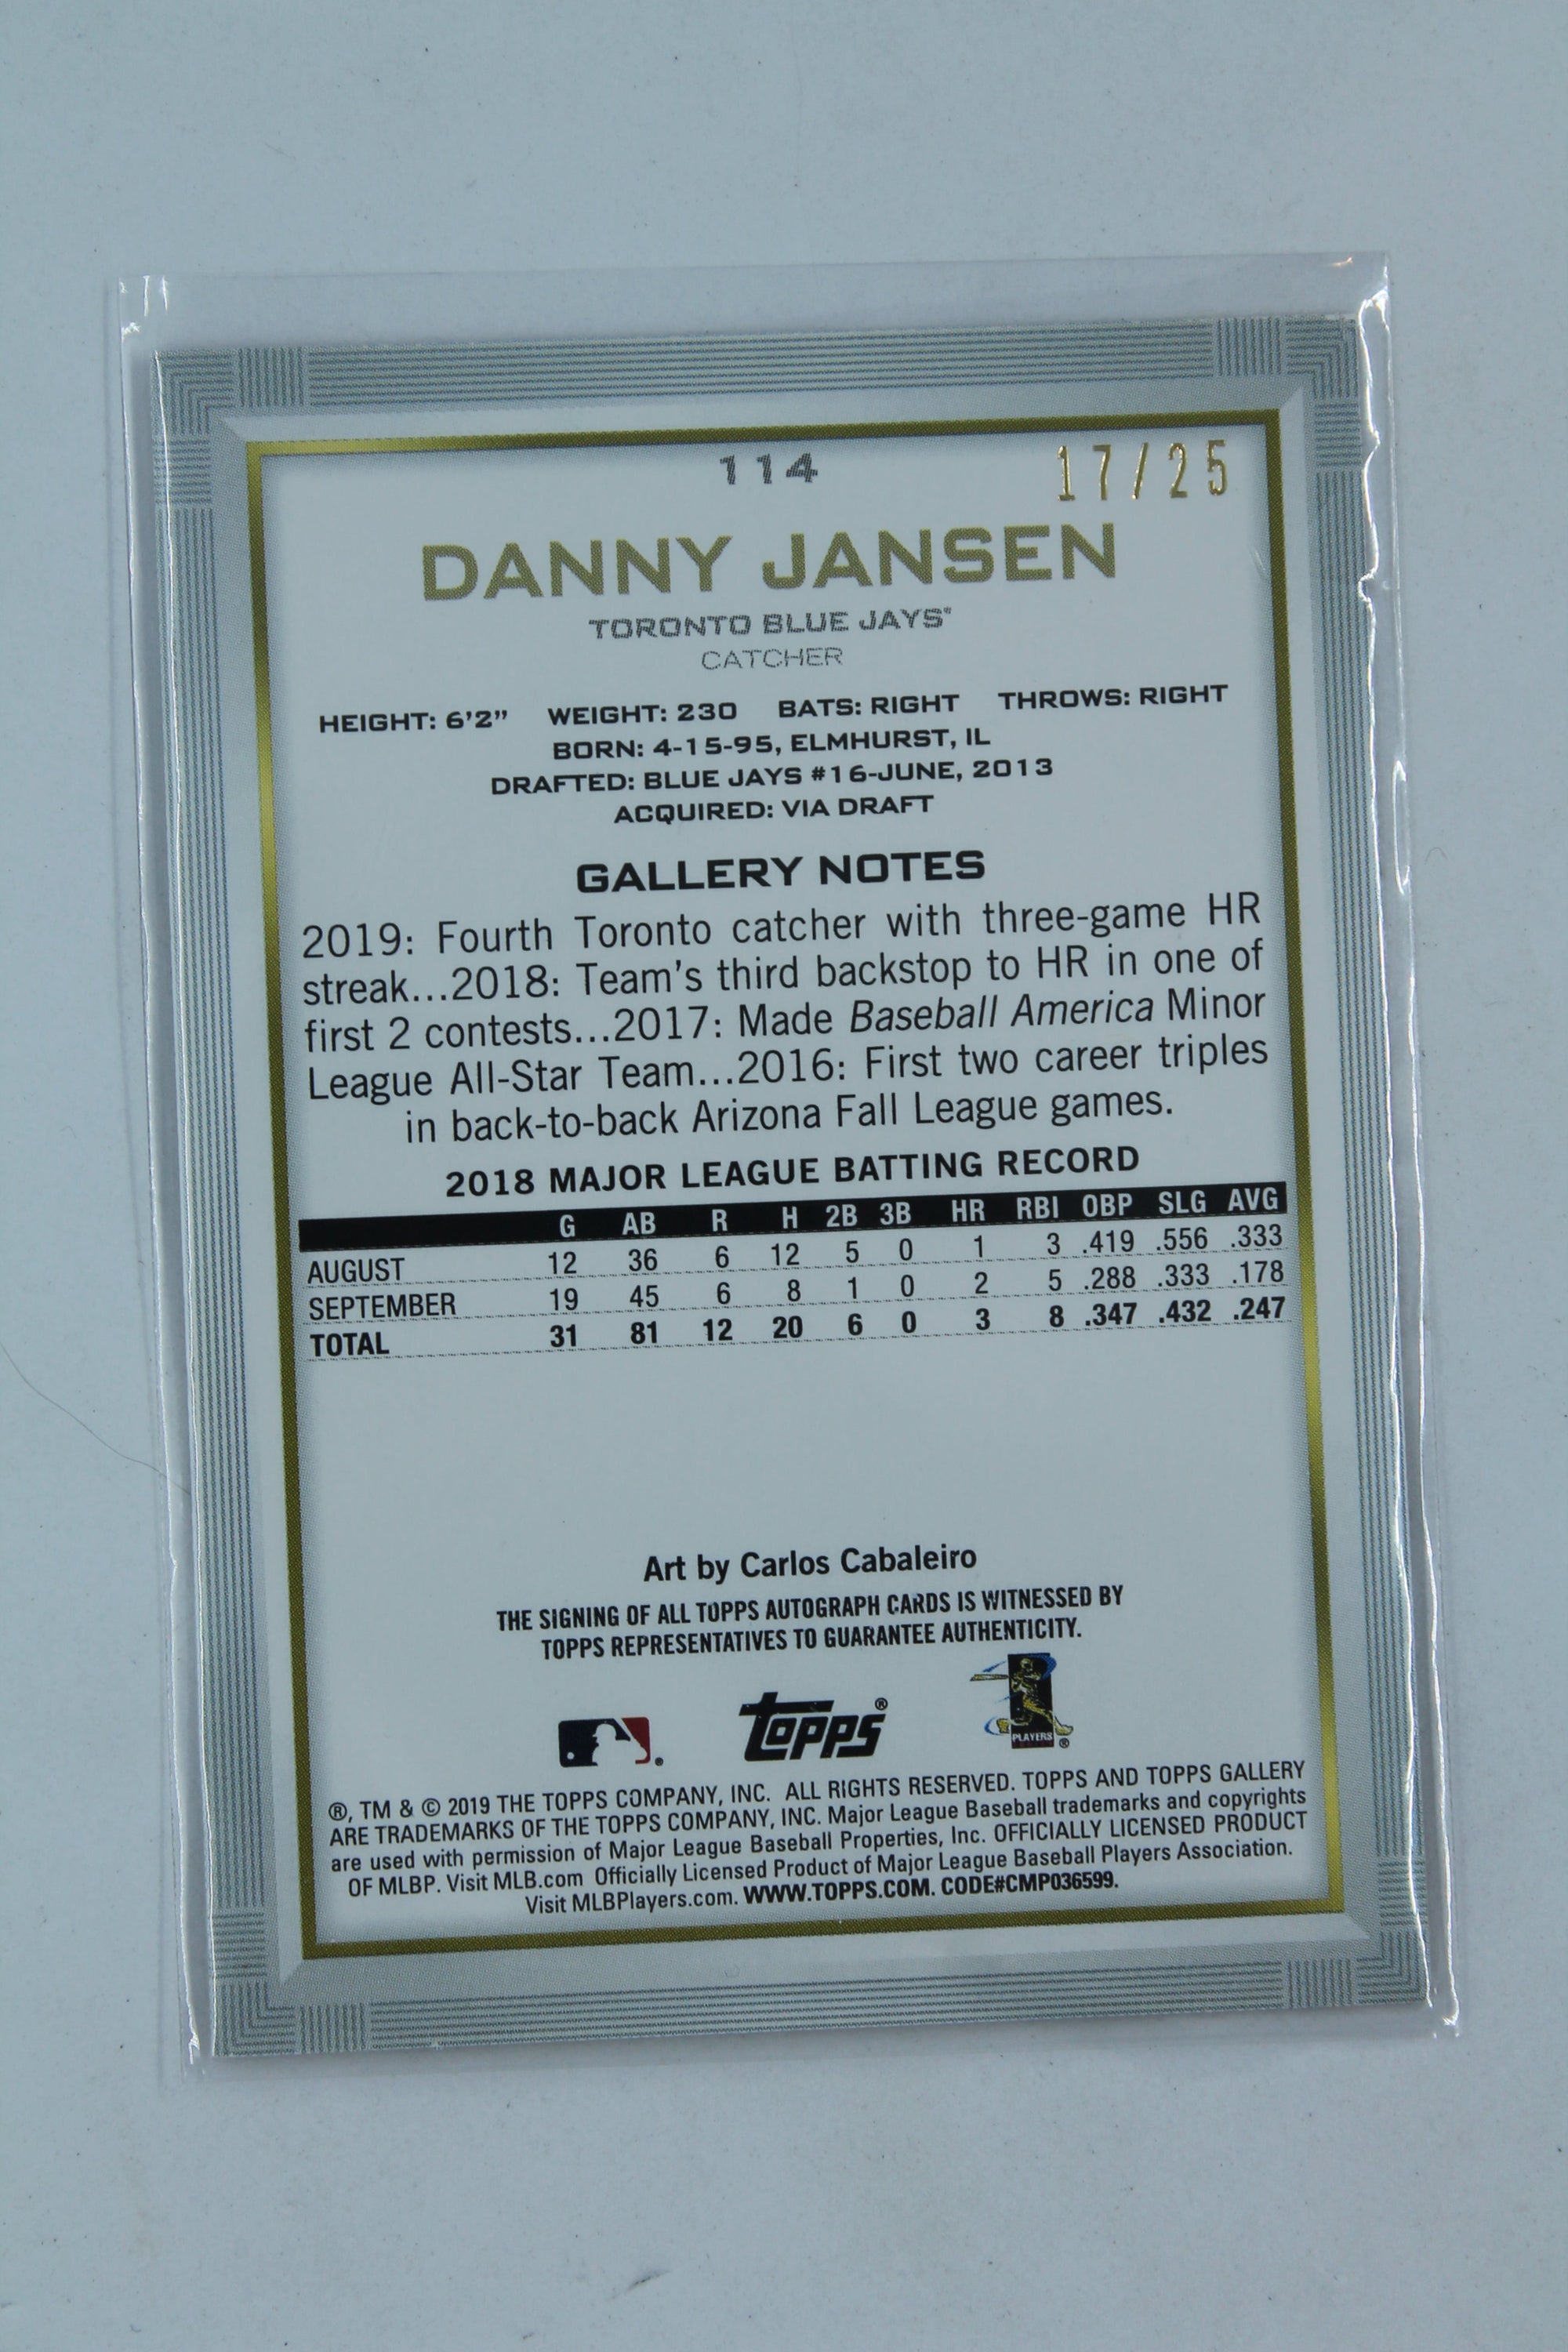 114
17/25
DANNY JANSEN
TORONTO BLUE JAYS®
CATCHER
HEIGHT: 6'2" WEIGHT: 230 BATS: RIGHT THROWS: RIGHT
BORN: 4-15-95, ELMHURST, IL
DRAFTED: BLUE JAYS #16-JUNE, 2013
ACQUIRED: VIA DRAFT
GALLERY NOTES
2019: Fourth Toronto catcher with three-game HR
streak...2018: Team's third backstop to HR in one of
first 2 contests...2017: Made Baseball America Minor
League All-Star Team...2016: First two career triples
in back-to-back Arizona Fall League games.
2018 MAJOR LEAGUE BATTING RECORD
G AB R H 2B 3B HR RBI OBP SLG AVG
AUGUST 12 36 6 12 5 0 1 3 .419 .556 .333
SEPTEMBER 19 45 6 8 1 0 2 5 .288 .333 .178
TOTAL 31 81 12 20 6 0 3 8 .347 .432 .247
Art by Carlos Cabaleiro
THE SIGNING OF ALL TOPPS AUTOGRAPH CARDS IS WITNESSED BY
TOPPS REPRESENTATIVES TO GUARANTEE AUTHENTICITY.
TOPPS®
PLAYERS®
®, TM & © 2019 THE TOPPS COMPANY, INC. ALL RIGHTS RESERVED. TOPPS AND TOPPS GALLERY
ARE TRADEMARKS OF THE TOPPS COMPANY, INC. Major League Baseball trademarks and copyrights
are used with permission of Major League Baseball Properties, Inc. OFFICIALLY LICENSED PRODUCT
OF MLBP. Visit MLB.com Officially Licensed Product of Major League Baseball Players Association.
Visit MLBPlayers.com. WWW.TOPPS.COM. CODE#CMP036599.